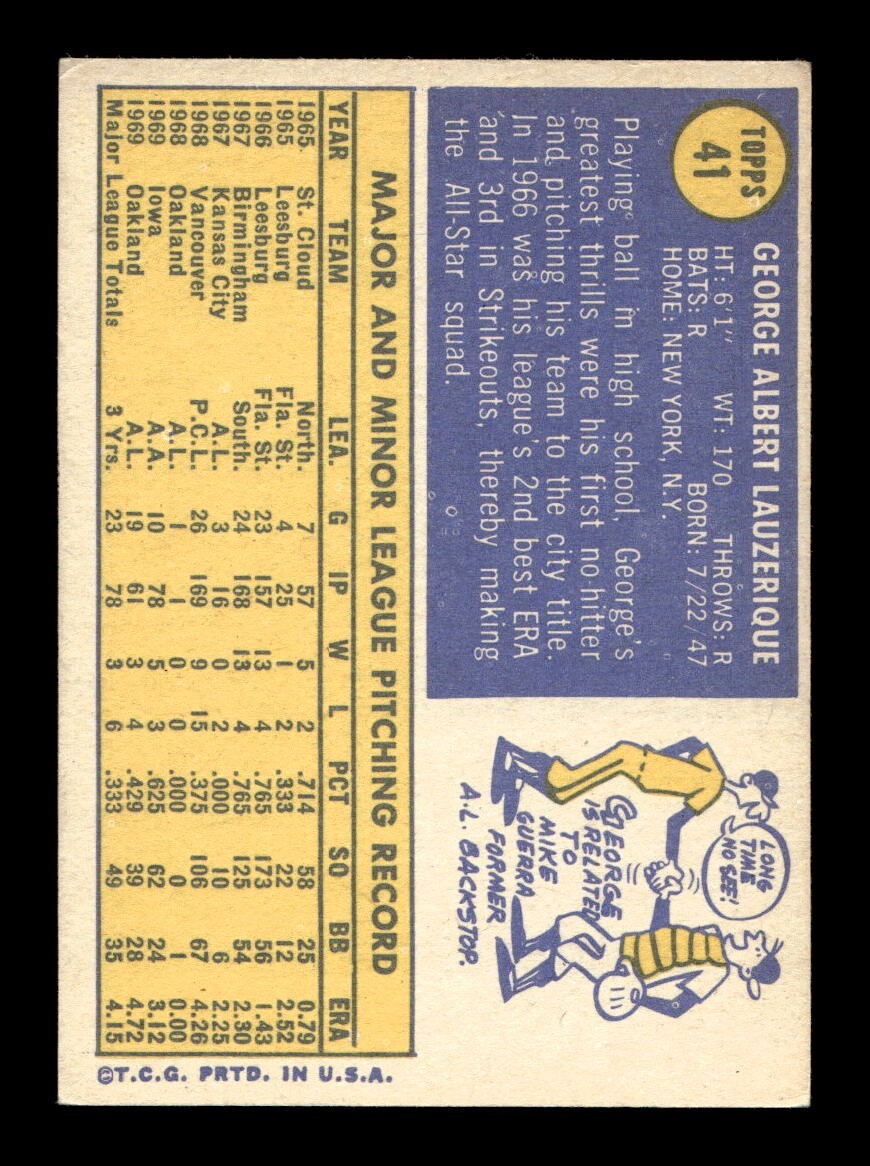 TOPPS
41
GEORGE ALBERT LAUZERIQUE
HT: 6'1" WT: 170 THROWS: R
BATS: R BORN: 7/22/47
HOME: NEW YORK, N.Y.
Playing ball in high school, George's
greatest thrills were his first no-hitter
and pitching his team to the city title.
In 1966 was his league's 2nd best ERA
and 3rd in Strikeouts, thereby making
the All-Star squad.
LONG
TIME
NO SEE!
GEORGE
IS RELATED
TO
MIKE
GUERRA
FORMER
A.L. BACKSTOP.
MAJOR AND MINOR LEAGUE PITCHING RECORD
YEAR TEAM LEA. G IP W L PCT SO BB ERA
1965 St. Cloud North. 7 57 5 2 .714 58 25 0.79
1965 Leesburg Fla. St. 4 25 1 2 .333 22 12 2.52
1966 Leesburg Fla. St. 23 157 13 4 .765 173 56 1.43
1967 Birmingham South. 24 168 13 4 .765 125 54 2.30
1967 Kansas City A.L. 3 16 0 2 .000 10 6 2.25
1968 Vancouver P.C.L. 26 169 9 15 .375 106 67 4.26
1968 Oakland A.L. 1 1 0 0 .000 0 1 0.00
1969 Iowa A.A. 10 78 5 3 .625 62 24 3.12
1969 Oakland A.L. 19 61 3 4 .429 39 28 4.72
Major League Totals 3 Yrs. 23 78 3 6 .333 49 35 4.15
©T.C.G. PRTD. IN U.S.A.